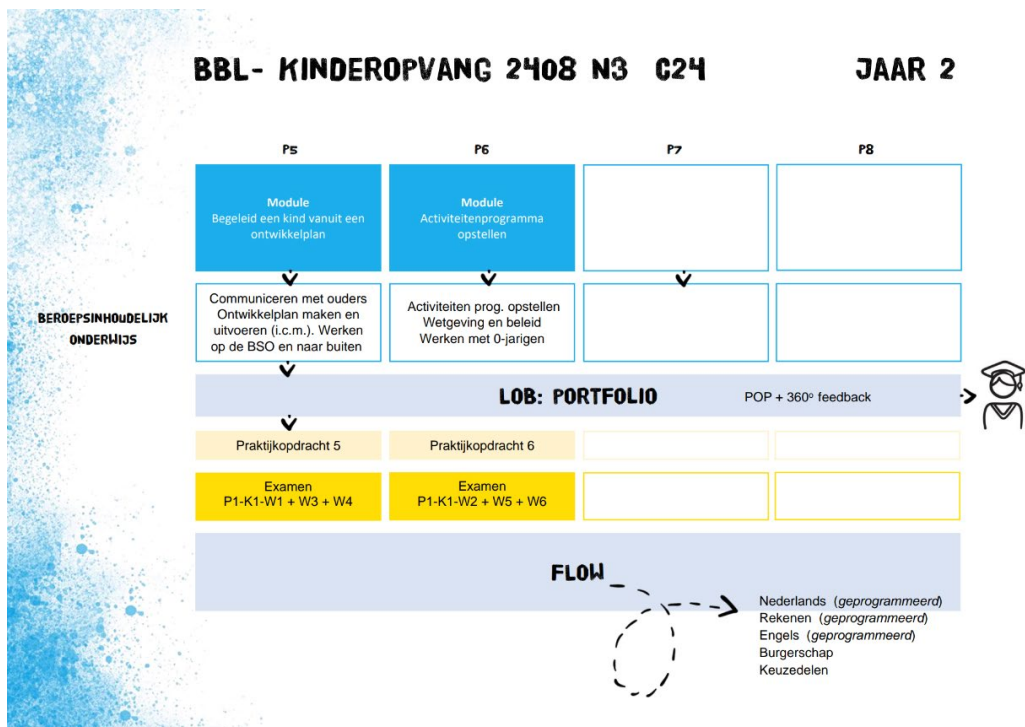 BBL- KINDEROPVANG 2408 N3 C24 JAAR 2
P5 P6 P7 P8
Module
Begeleid een kind vanuit een
ontwikkelplan
Module
Activiteitenprogramma
opstellen
BEROEPSINHOUDELIJK
ONDERWIJS
Communiceren met ouders
Ontwikkelplan maken en
uitvoeren (i.c.m.). Werken
op de BSO en naar buiten
Activiteiten prog. opstellen
Wetgeving en beleid
Werken met 0-jarigen
LOB: PORTFOLIO POP + 360° feedback
Praktijkopdracht 5 Praktijkopdracht 6
Examen
P1-K1-W1 + W3 + W4
Examen
P1-K1-W2 + W5 + W6
FLOW
Nederlands (geprogrammeerd)
Rekenen (geprogrammeerd)
Engels (geprogrammeerd)
Burgerschap
Keuzedelen